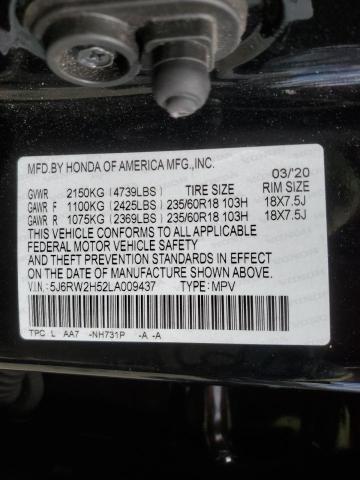 MFD.BY HONDA OF AMERICA MFG.,INC. 03/'20
GVWR 2150KG (4739LBS) TIRE SIZE RIM SIZE
GAWR F 1100KG (2425LBS) 235/60R18 103H 18X7.5J
GAWR R 1075KG (2369LBS) 235/60R18 103H 18X7.5J
THIS VEHICLE CONFORMS TO ALL APPLICABLE
FEDERAL MOTOR VEHICLE SAFETY
& THEFT PREVENTION STANDARDS IN EFFECT ON
THE DATE OF MANUFACTURE SHOWN ABOVE.
V.I.N.:5J6RW2H52LA009437 TYPE:MPV
TPC L AA7 -NH731P -A -A